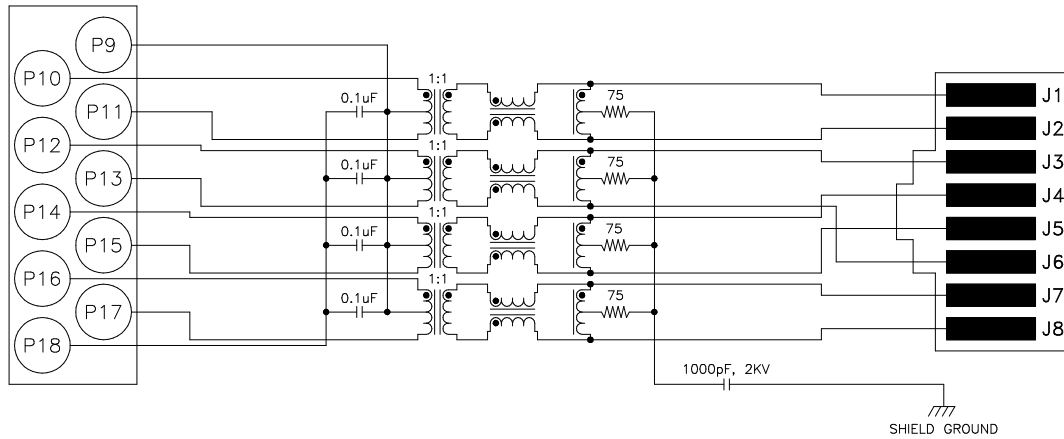 P9
P10
P11
P12
P13
P14
P15
P16
P17
P18
1:1
0.1uF
75
1:1
0.1uF
75
1:1
0.1uF
75
1:1
0.1uF
75
1000pF, 2KV
SHIELD GROUND
J1
J2
J3
J4
J5
J6
J7
J8